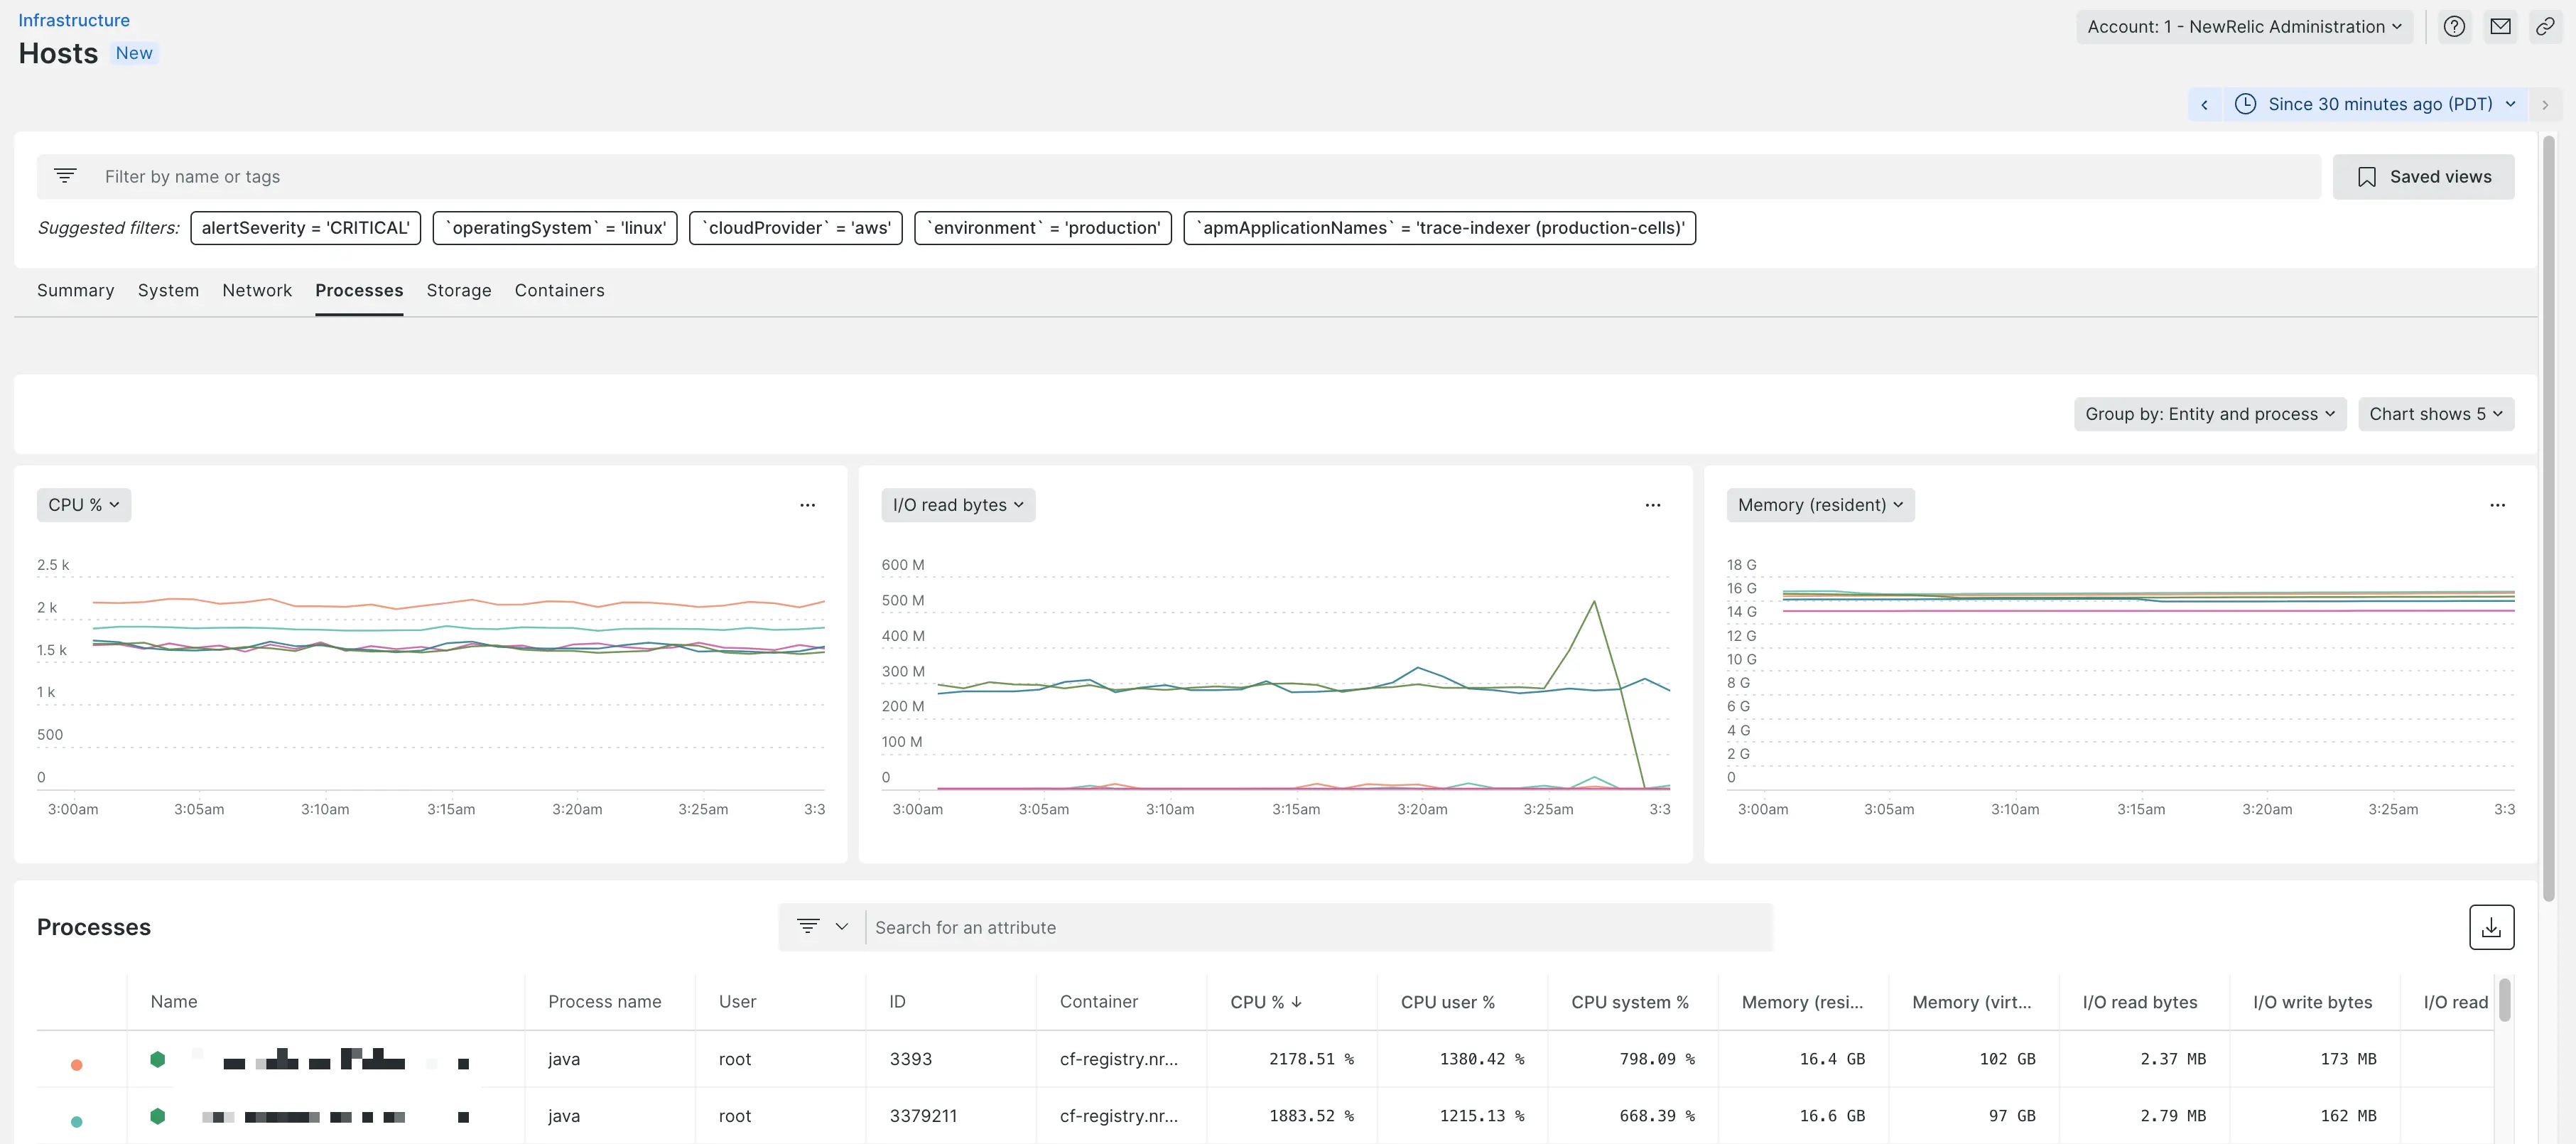 Infrastructure
Hosts New
Account: 1 - NewRelic Administration
Since 30 minutes ago (PDT)
Filter by name or tags
Saved views
Suggested filters: alertSeverity = 'CRITICAL' `operatingSystem` = 'linux' `cloudProvider` = 'aws' `environment` = 'production' `apmApplicationNames` = 'trace-indexer (production-cells)'
Summary System Network Processes Storage Containers
Group by: Entity and process Chart shows 5
CPU %
2.5 k
2 k
1.5 k
1 k
500
0
3:00am 3:05am 3:10am 3:15am 3:20am 3:25am 3:3
I/O read bytes
600 M
500 M
400 M
300 M
200 M
100 M
0
3:00am 3:05am 3:10am 3:15am 3:20am 3:25am 3:3
Memory (resident)
18 G
16 G
14 G
12 G
10 G
8 G
6 G
4 G
2 G
0
3:00am 3:05am 3:10am 3:15am 3:20am 3:25am 3:3
Processes
Search for an attribute
Name Process name User ID Container CPU % ↓ CPU user % CPU system % Memory (resi... Memory (virt... I/O read bytes I/O write bytes I/O read
java root 3393 cf-registry.nr... 2178.51 % 1380.42 % 798.09 % 16.4 GB 102 GB 2.37 MB 173 MB
java root 3379211 cf-registry.nr... 1883.52 % 1215.13 % 668.39 % 16.6 GB 97 GB 2.79 MB 162 MB